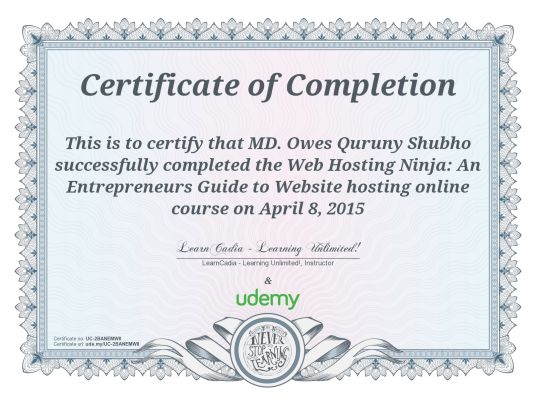 Certificate of Completion
This is to certify that MD. Owes Quruny Shubho
successfully completed the Web Hosting Ninja: An
Entrepreneurs Guide to Website hosting online
course on April 8, 2015
Learn Cadia - Learning Unlimited!
LearnCadia - Learning Unlimited!, Instructor
&
udemy
Certificate no: UC-2BANEMW8
Certificate url: ude.my/UC-2BANEMW8
NEVER
STOP
LEARNING